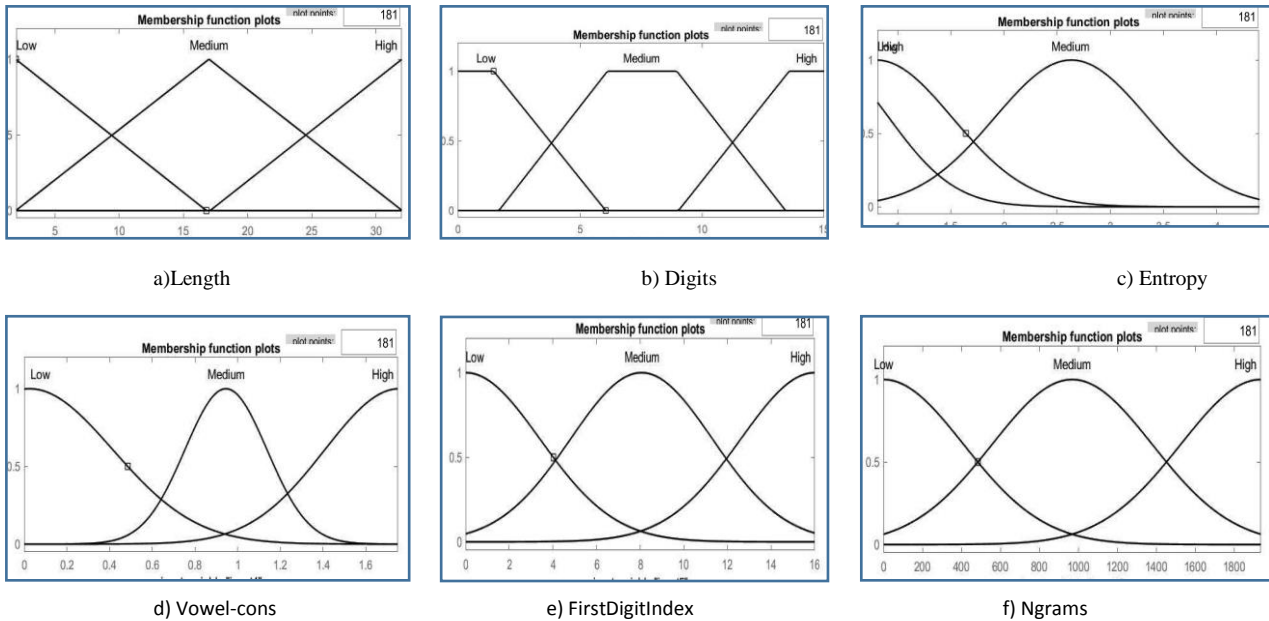 plot points: 181
Membership function plots
Low Medium High
1
0
5 10 15 20 25 30
a)Length
plot points: 181
Membership function plots
Low Medium High
1
0.5
0
0 5 10 15
b) Digits
plot points: 181
Membership function plots
High Medium
1
0
1 1.5
c) Entropy
plot points: 181
Membership function plots
Low Medium High
1
0.5
0
0 0.2 0.4 0.6 0.8 1 1.2 1.4 1.6
d) Vowel-cons
plot points: 181
Membership function plots
Low Medium High
1
0.5
0
0 2 4 6 8 10 12 14 16
e) FirstDigitIndex
plot points: 181
Membership function plots
Low Medium High
1
0.5
0
0 200 400 600 800 1000 1200 1400 1600 1800
f) Ngrams